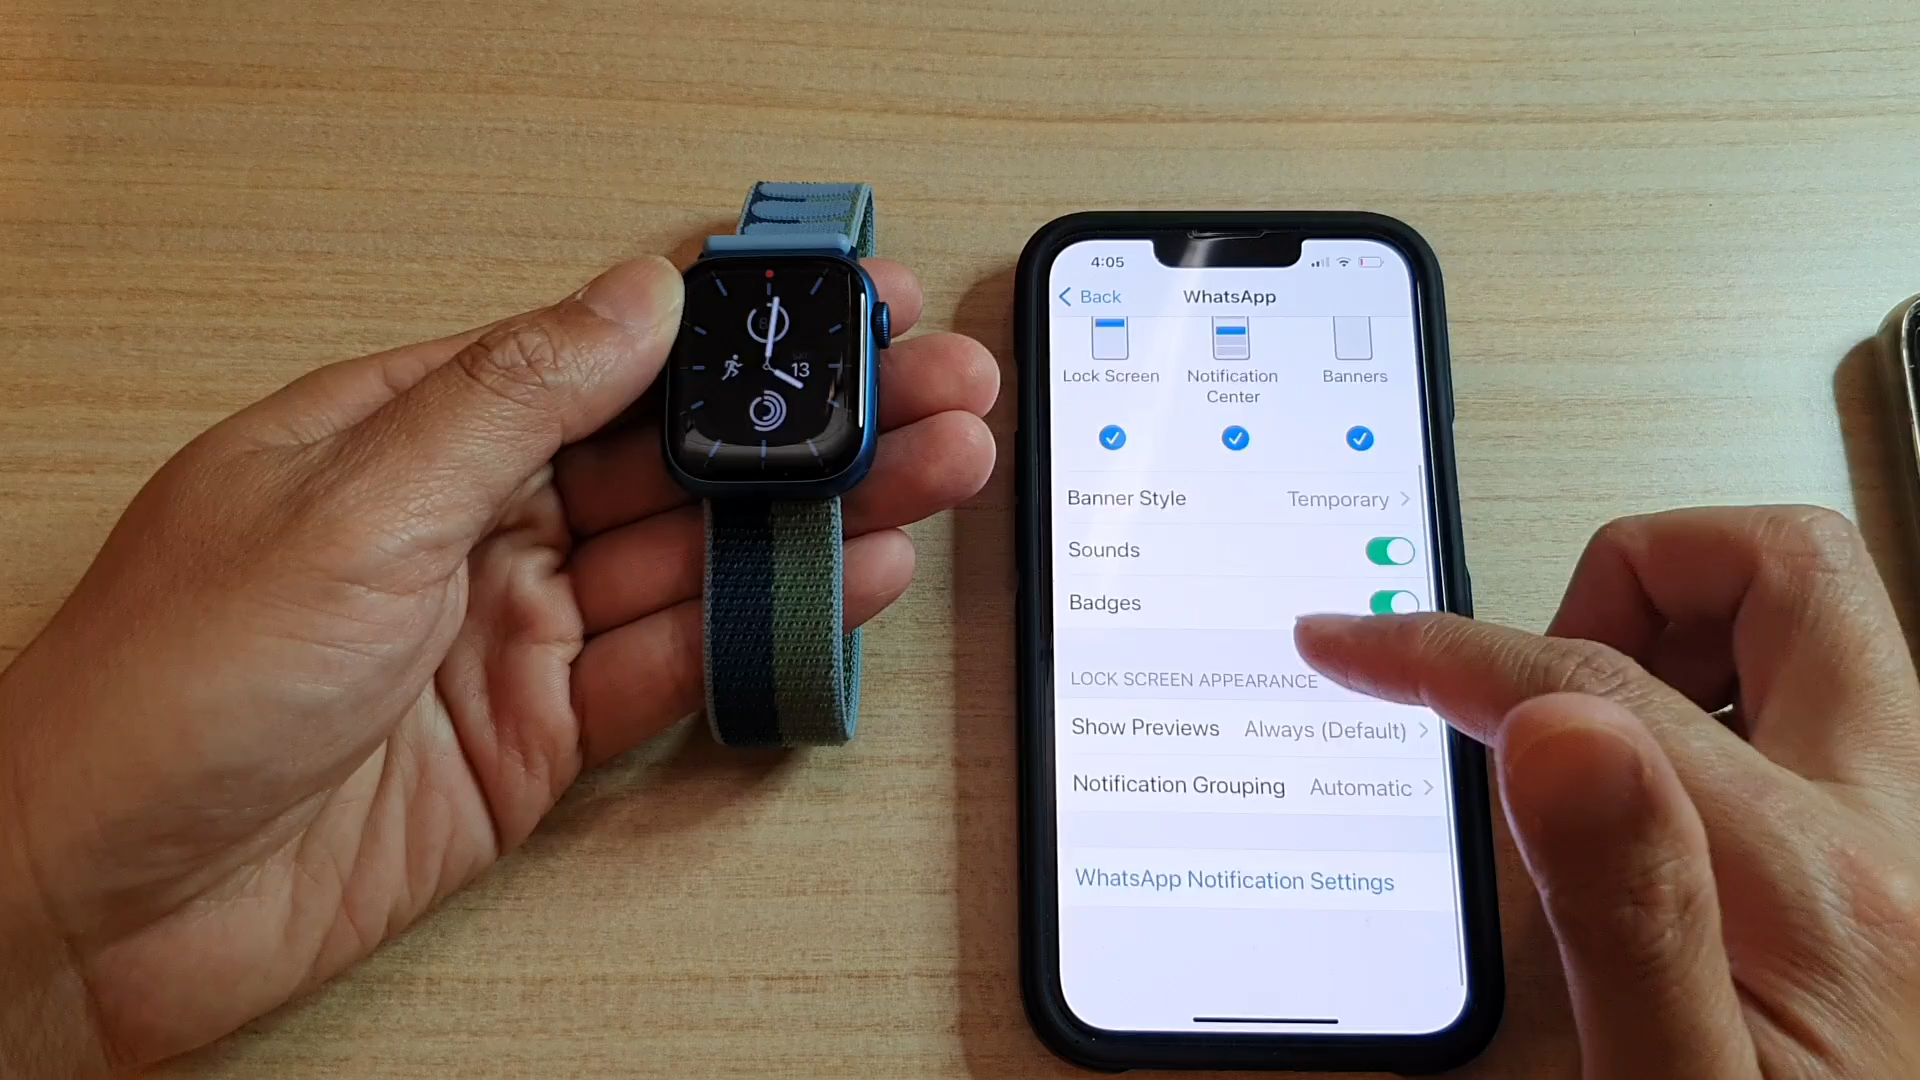 4:05
Back
WhatsApp
Lock Screen
Notification Center
Banners
Banner Style
Temporary
Sounds
Badges
LOCK SCREEN APPEARANCE
Show Previews
Always (Default)
Notification Grouping
Automatic
WhatsApp Notification Settings
13